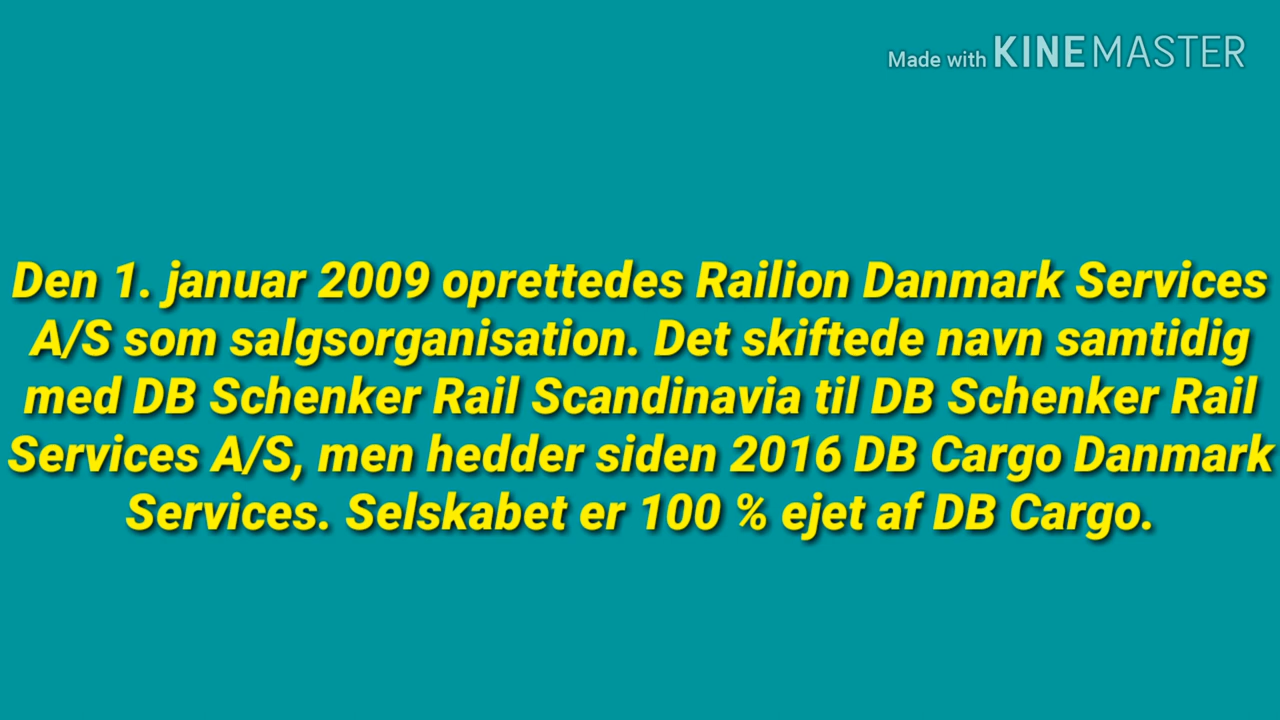 Made with KINEMASTER
Den 1. januar 2009 oprettedes Railion Danmark Services
A/S som salgsorganisation. Det skiftede navn samtidig
med DB Schenker Rail Scandinavia til DB Schenker Rail
Services A/S, men hedder siden 2016 DB Cargo Danmark
Services. Selskabet er 100 % ejet af DB Cargo.